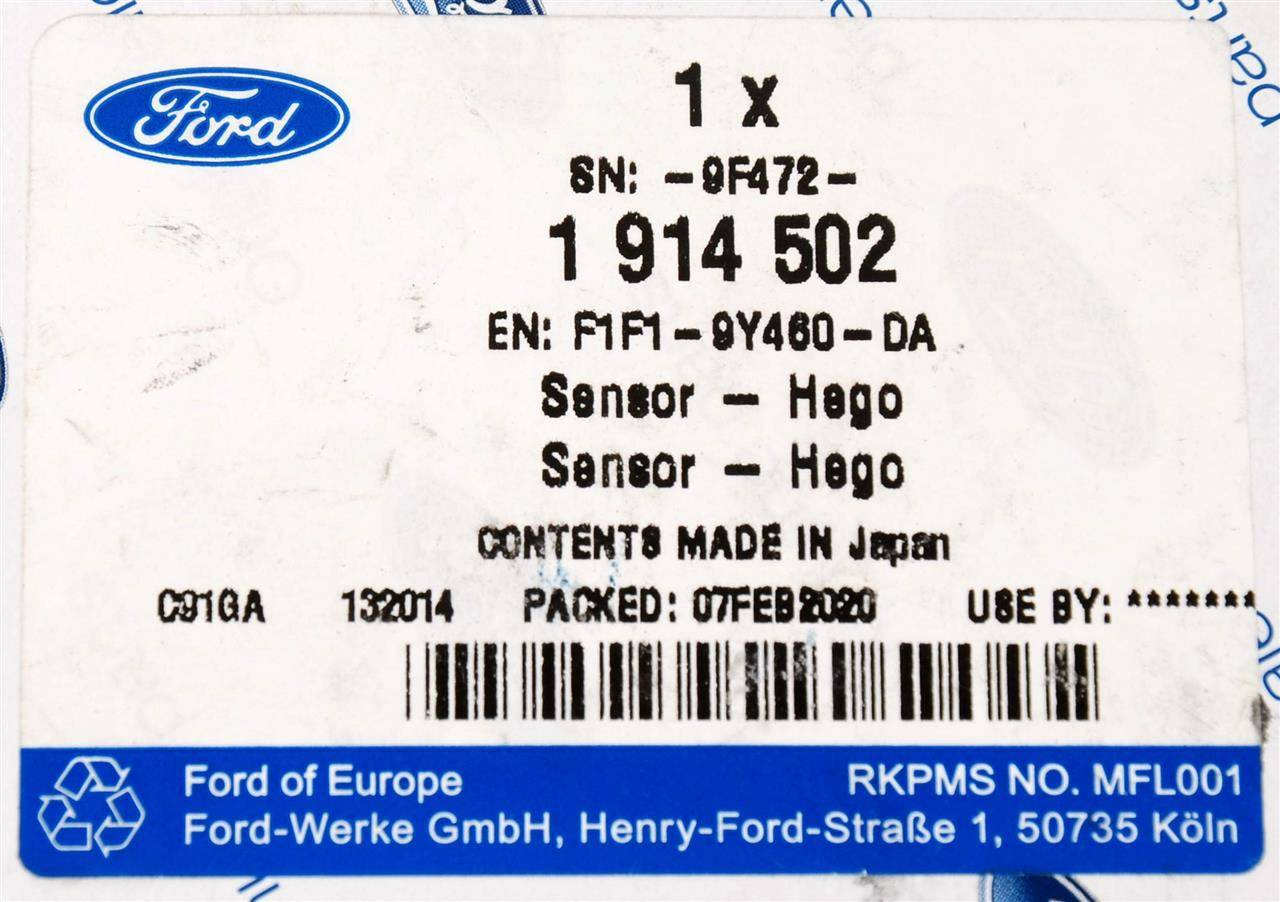 Ford
1 x
SN: -9F472-
1 914 502
EN: F1F1-9Y460-DA
Sensor - Hego
Sensor - Hego
CONTENTS MADE IN Japan
C91GA 132014 PACKED: 07FEB2020 USE BY: *******
Ford of Europe RKPMS NO. MFL001
Ford-Werke GmbH, Henry-Ford-Straße 1, 50735 Köln